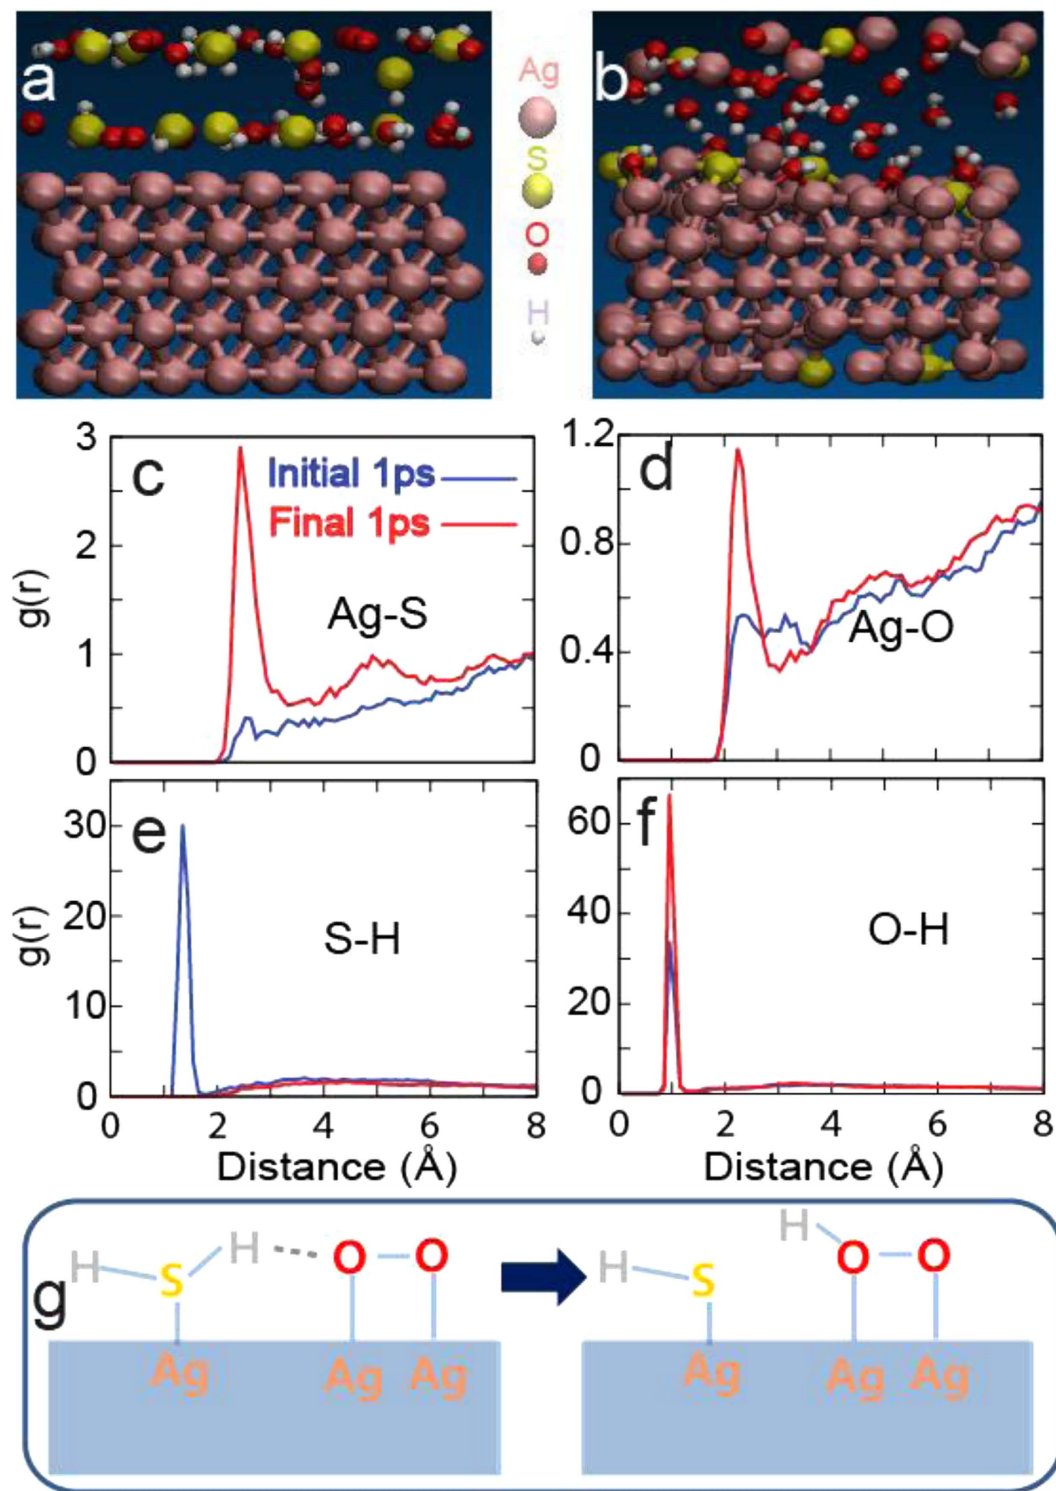 a
Ag
S
O
H
b
c
Initial 1ps
Final 1ps
Ag-S
g(r)
3
2
1
0
d
Ag-O
1.2
0.8
0.4
0
e
S-H
g(r)
30
20
10
0
0 2 4 6 8
Distance (Å)
f
O-H
60
40
20
0
0 2 4 6 8
Distance (Å)
g
H S H O O
Ag Ag Ag
H S H O O
Ag Ag Ag